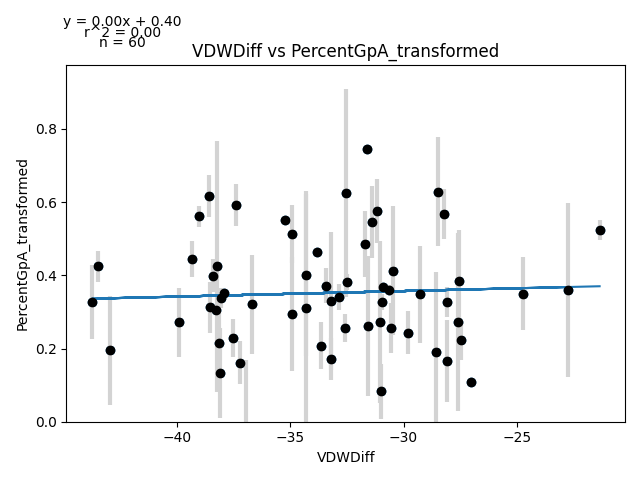 y = 0.00x + 0.40
r^2 = 0.00
n = 60
VDWDiff vs PercentGpA_transformed
PercentGpA_transformed
0.8
0.6
0.4
0.2
0.0
−40
−35
−30
−25
VDWDiff